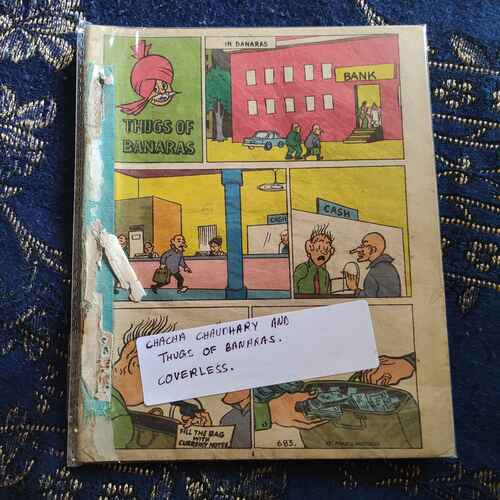 THUGS OF
BANARAS
IN BANARAS
BANK
CASH
CASH
CHACHA CHAUDHARY AND
THUGS OF BANARAS.
COVERLESS.
FILL THE BAG
WITH
CURRENCY NOTES
683.